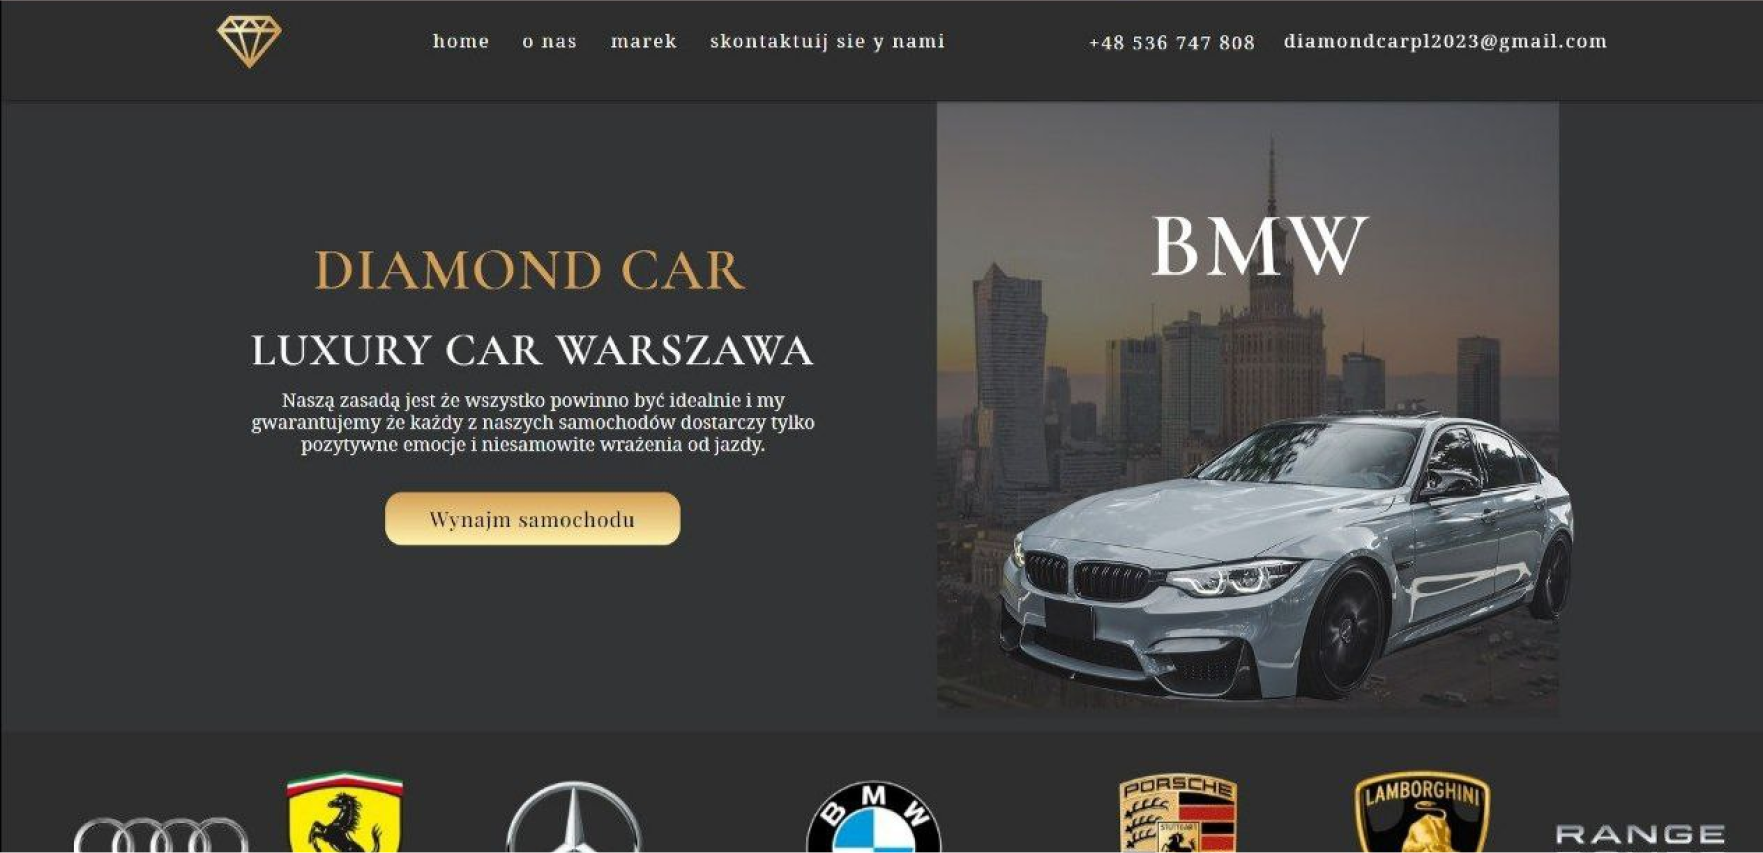 home o nas marek skontaktuij sie y nami +48 536 747 808 diamondcarpl2023@gmail.com
BMW
DIAMOND CAR
LUXURY CAR WARSZAWA
Naszą zasadą jest że wszystko powinno być idealnie i my
gwarantujemy że każdy z naszych samochodów dostarczy tylko
pozytywne emocje i niesamowite wrażenia od jazdy.
Wynajm samochodu
BMW
PORSCHE
STUTTGART
LAMBORGHINI
RANGE